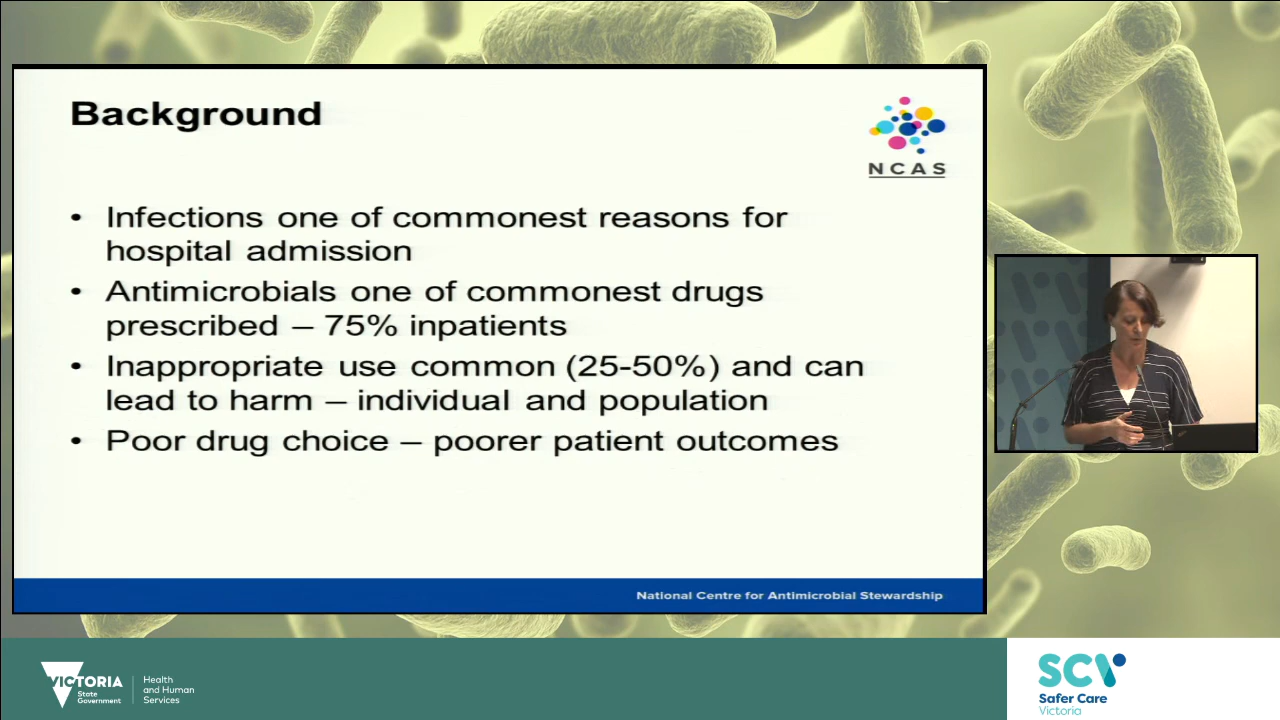 Background
NCAS
• Infections one of commonest reasons for
hospital admission
• Antimicrobials one of commonest drugs
prescribed – 75% inpatients
• Inappropriate use common (25-50%) and can
lead to harm – individual and population
• Poor drug choice – poorer patient outcomes
National Centre for Antimicrobial Stewardship
VICTORIA
State
Government
Health
and Human
Services
SCV
Safer Care
Victoria